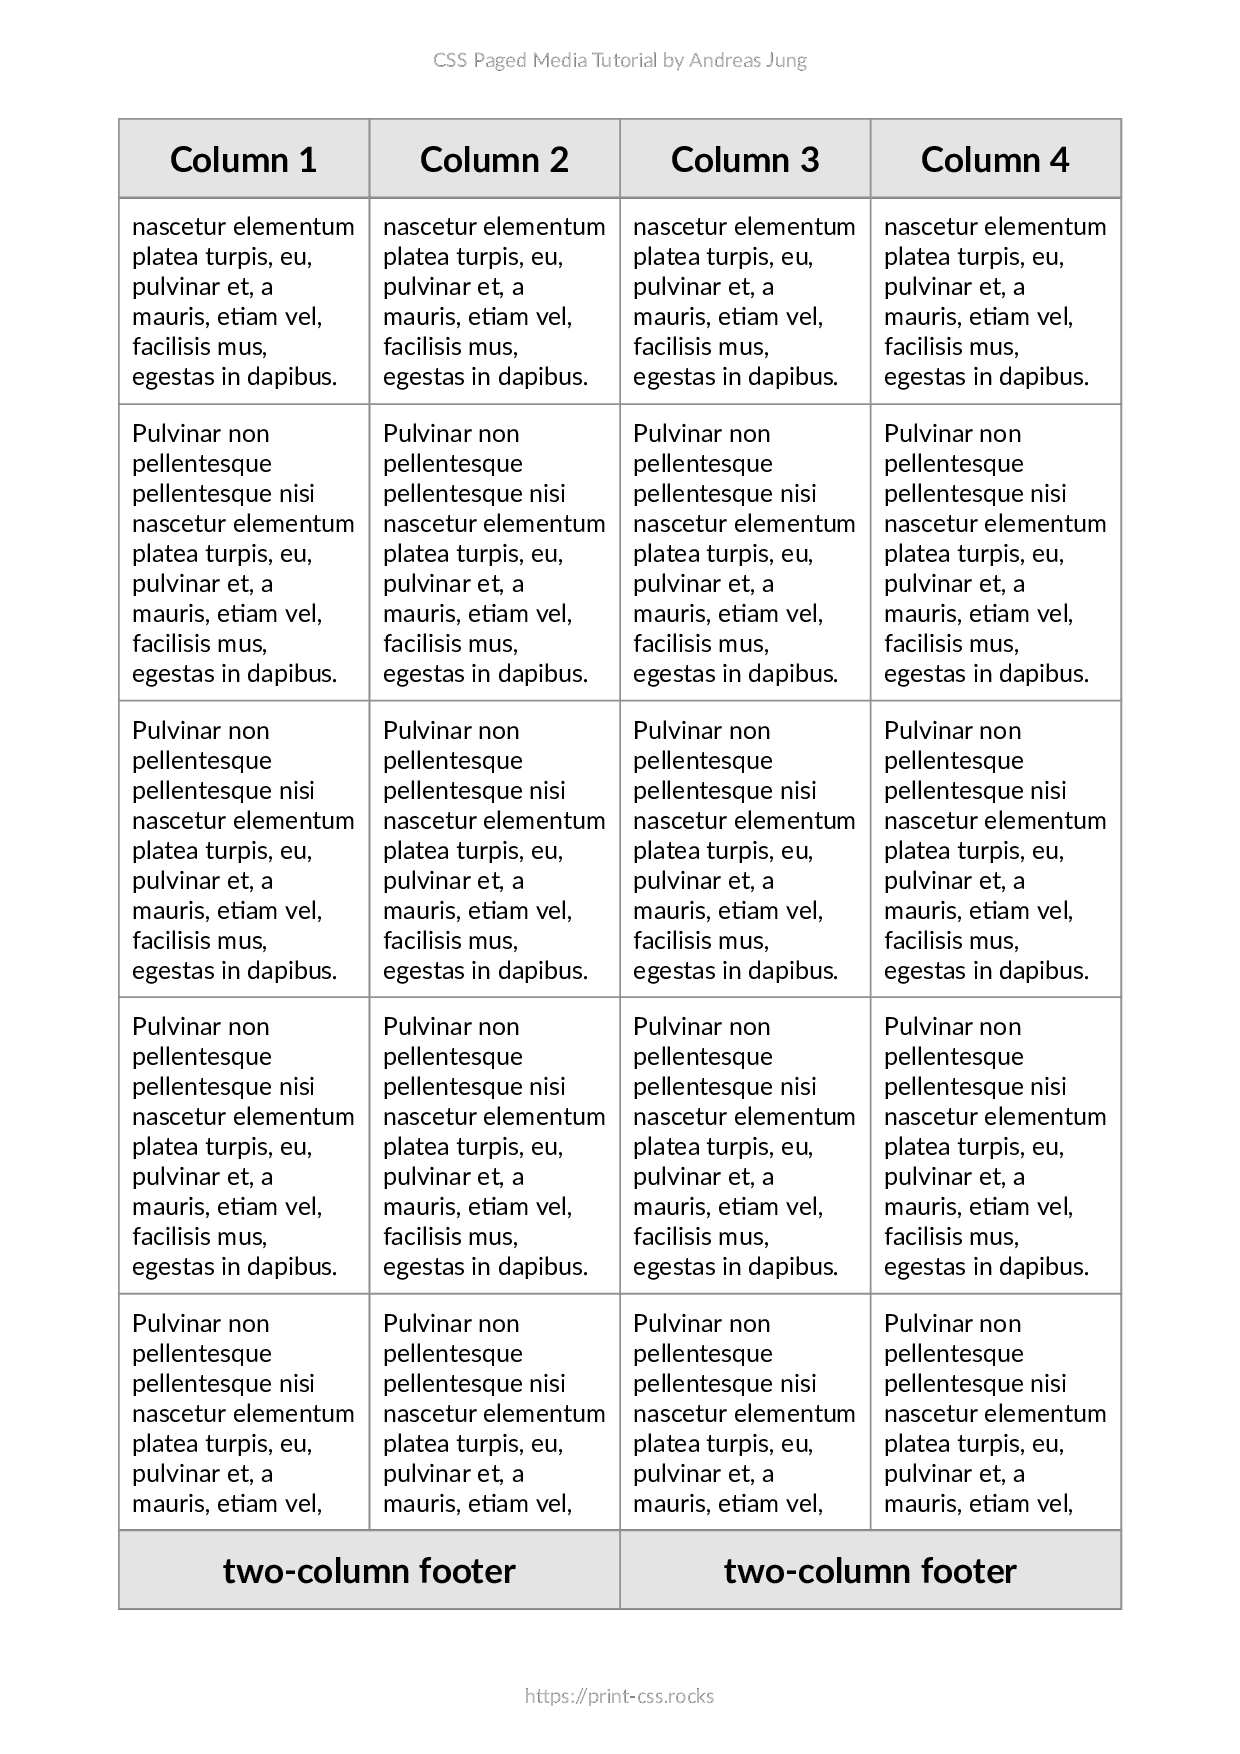 CSS Paged Media Tutorial by Andreas Jung
Column 1 Column 2 Column 3 Column 4
nascetur elementum nascetur elementum nascetur elementum nascetur elementum
platea turpis, eu, platea turpis, eu, platea turpis, eu, platea turpis, eu,
pulvinar et, a pulvinar et, a pulvinar et, a pulvinar et, a
mauris, etiam vel, mauris, etiam vel, mauris, etiam vel, mauris, etiam vel,
facilisis mus, facilisis mus, facilisis mus, facilisis mus,
egestas in dapibus. egestas in dapibus. egestas in dapibus. egestas in dapibus.
Pulvinar non Pulvinar non Pulvinar non Pulvinar non
pellentesque pellentesque pellentesque pellentesque
pellentesque nisi pellentesque nisi pellentesque nisi pellentesque nisi
nascetur elementum nascetur elementum nascetur elementum nascetur elementum
platea turpis, eu, platea turpis, eu, platea turpis, eu, platea turpis, eu,
pulvinar et, a pulvinar et, a pulvinar et, a pulvinar et, a
mauris, etiam vel, mauris, etiam vel, mauris, etiam vel, mauris, etiam vel,
facilisis mus, facilisis mus, facilisis mus, facilisis mus,
egestas in dapibus. egestas in dapibus. egestas in dapibus. egestas in dapibus.
Pulvinar non Pulvinar non Pulvinar non Pulvinar non
pellentesque pellentesque pellentesque pellentesque
pellentesque nisi pellentesque nisi pellentesque nisi pellentesque nisi
nascetur elementum nascetur elementum nascetur elementum nascetur elementum
platea turpis, eu, platea turpis, eu, platea turpis, eu, platea turpis, eu,
pulvinar et, a pulvinar et, a pulvinar et, a pulvinar et, a
mauris, etiam vel, mauris, etiam vel, mauris, etiam vel, mauris, etiam vel,
facilisis mus, facilisis mus, facilisis mus, facilisis mus,
egestas in dapibus. egestas in dapibus. egestas in dapibus. egestas in dapibus.
Pulvinar non Pulvinar non Pulvinar non Pulvinar non
pellentesque pellentesque pellentesque pellentesque
pellentesque nisi pellentesque nisi pellentesque nisi pellentesque nisi
nascetur elementum nascetur elementum nascetur elementum nascetur elementum
platea turpis, eu, platea turpis, eu, platea turpis, eu, platea turpis, eu,
pulvinar et, a pulvinar et, a pulvinar et, a pulvinar et, a
mauris, etiam vel, mauris, etiam vel, mauris, etiam vel, mauris, etiam vel,
facilisis mus, facilisis mus, facilisis mus, facilisis mus,
egestas in dapibus. egestas in dapibus. egestas in dapibus. egestas in dapibus.
Pulvinar non Pulvinar non Pulvinar non Pulvinar non
pellentesque pellentesque pellentesque pellentesque
pellentesque nisi pellentesque nisi pellentesque nisi pellentesque nisi
nascetur elementum nascetur elementum nascetur elementum nascetur elementum
platea turpis, eu, platea turpis, eu, platea turpis, eu, platea turpis, eu,
pulvinar et, a pulvinar et, a pulvinar et, a pulvinar et, a
mauris, etiam vel, mauris, etiam vel, mauris, etiam vel, mauris, etiam vel,
two-column footer two-column footer
https://print-css.rocks